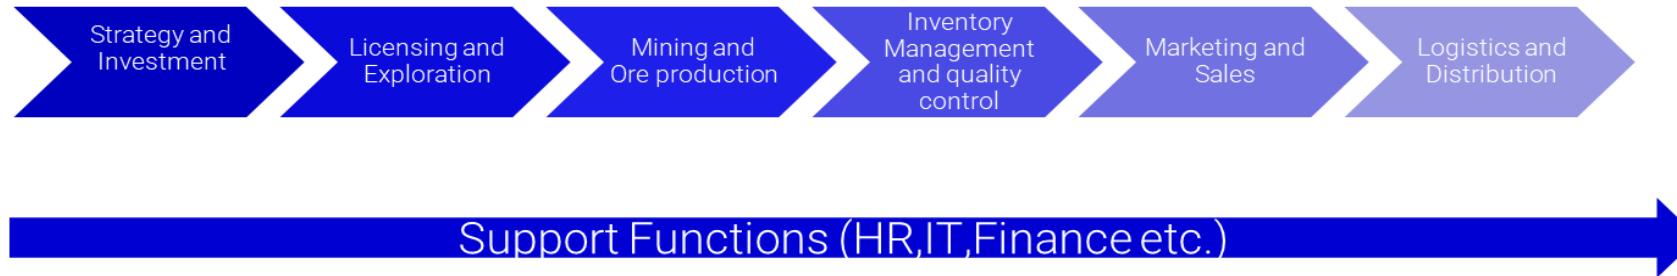 Strategy and
Investment
Licensing and
Exploration
Mining and
Ore production
Inventory
Management
and quality
control
Marketing and
Sales
Logistics and
Distribution
Support Functions (HR,IT,Finance etc.)